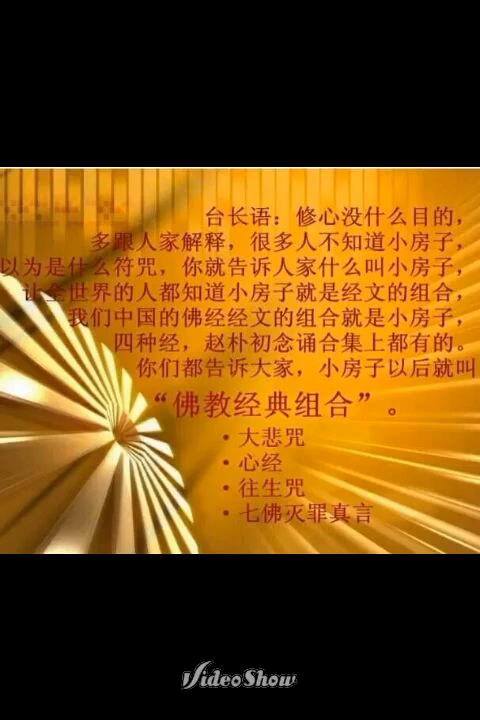 台长语：修心没什么目的，
多跟人家解释，很多人不知道小房子，
以为是什么符咒，你就告诉人家什么叫小房子，
让全世界的人都知道小房子就是经文的组合，
我们中国的佛经经文的组合就是小房子，
四种经，赵朴初念诵合集上都有的。
你们都告诉大家，小房子以后就叫
“佛教经典组合”。
• 大悲咒
• 心经
• 往生咒
• 七佛灭罪真言
VideoShow